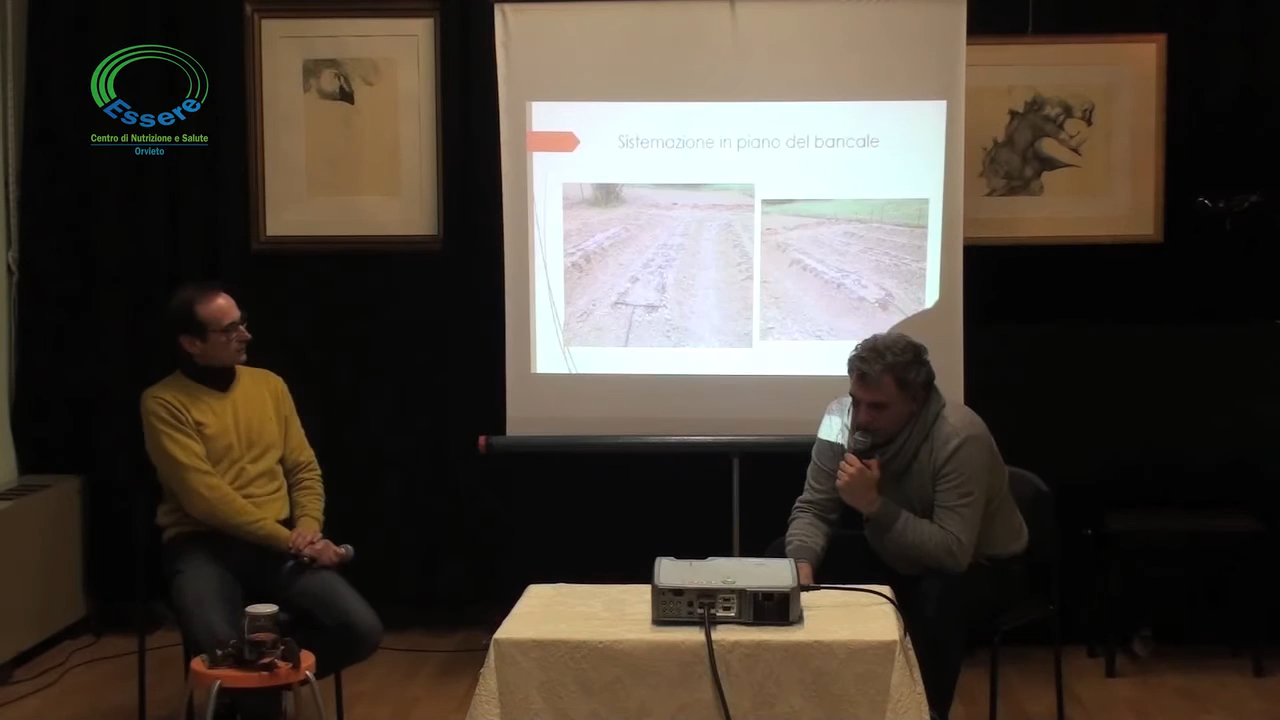 Essere
Centro di Nutrizione e Salute
Orvieto
Sistemazione in piano del bancale